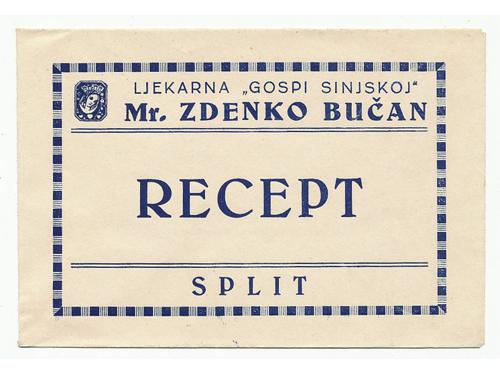 LJEKARNA „GOSPI SINJSKOJ“
Mr. ZDENKO BUČAN
RECEPT
SPLIT